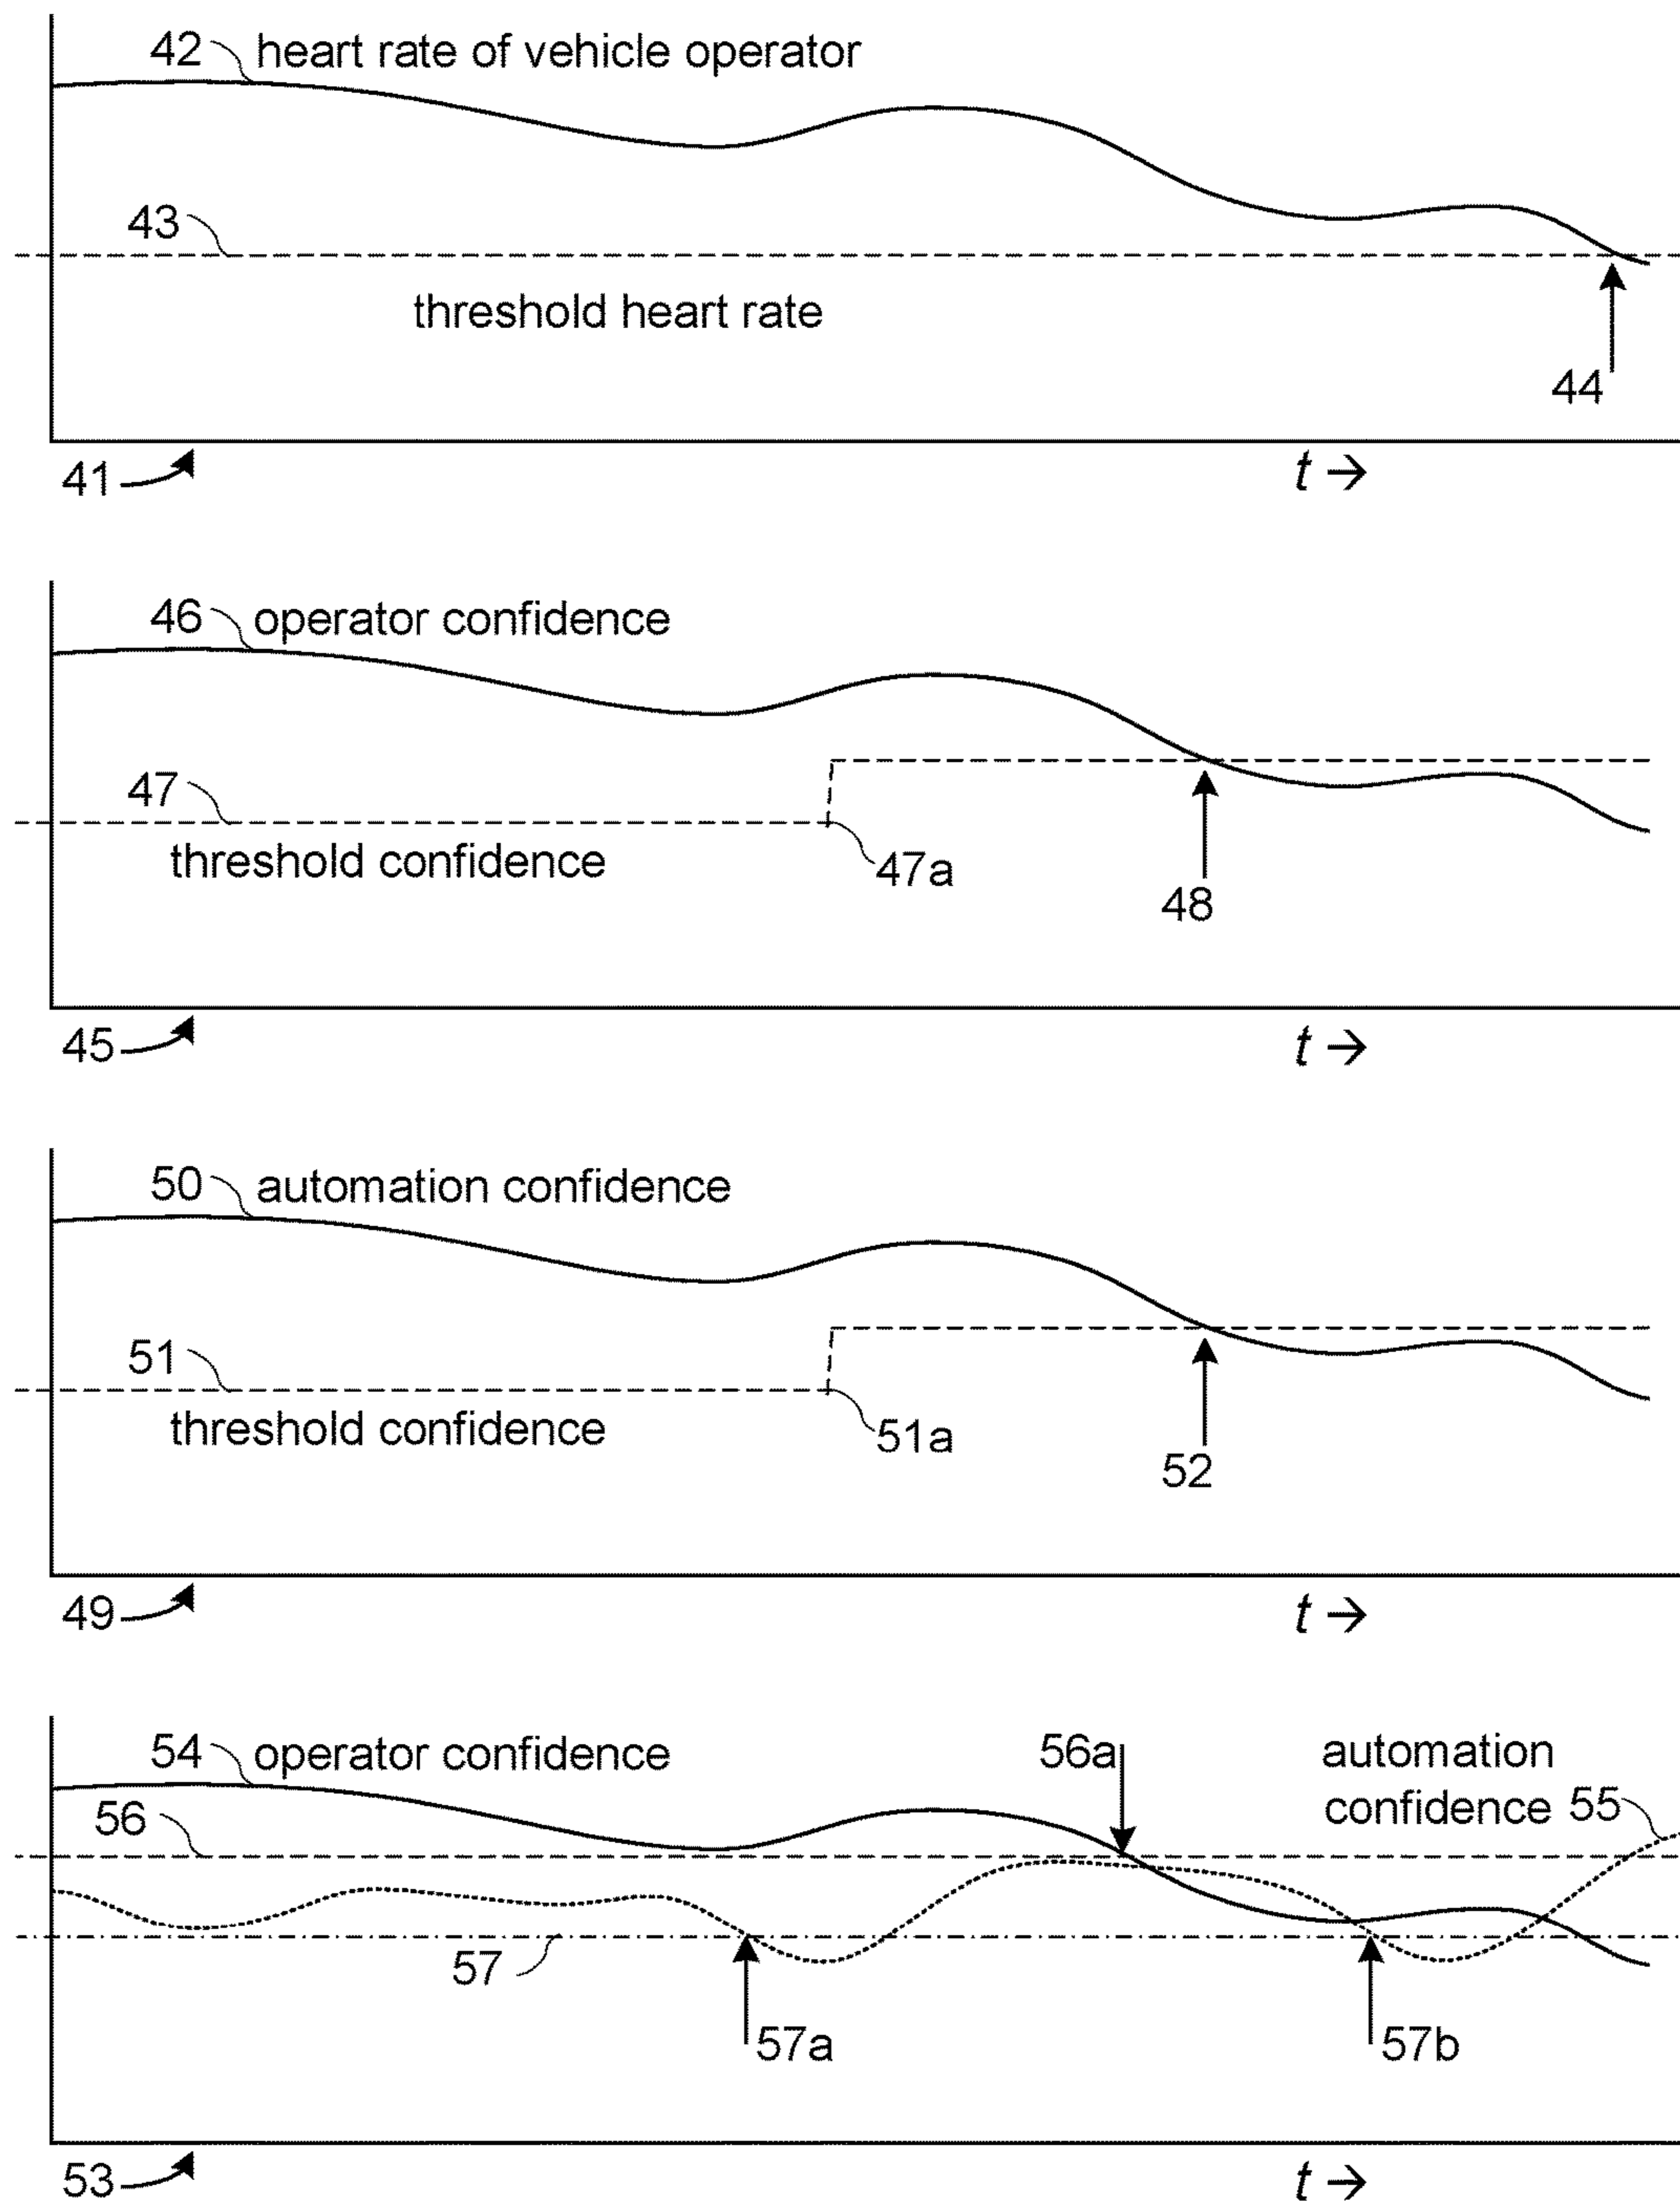 42 heart rate of vehicle operator
43
threshold heart rate
44
41 t →
46 operator confidence
47
threshold confidence
47a
48
45 t →
50 automation confidence
51
threshold confidence
51a
52
49 t →
54 operator confidence 56a automation
56 confidence 55
57
57a 57b
53 t →